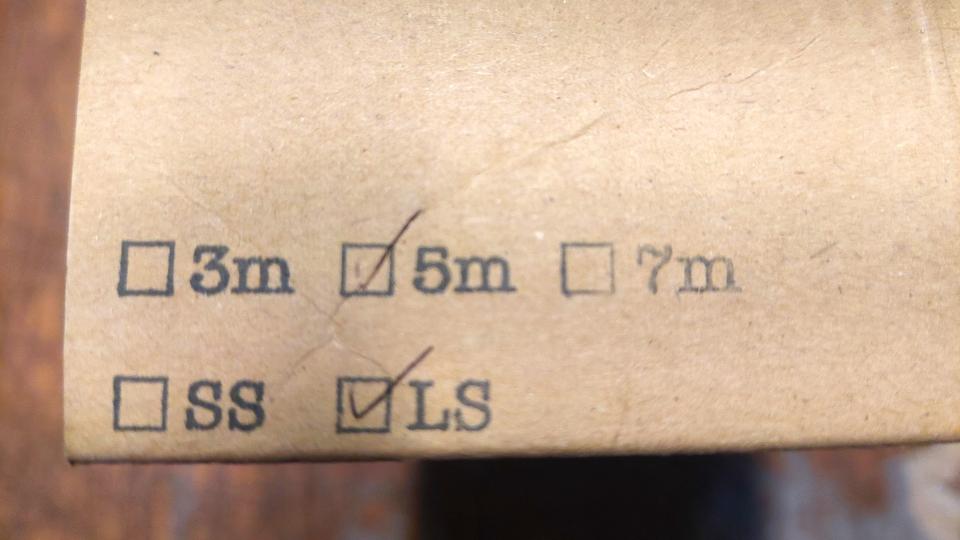 ☐ 3m ☑ 5m ☐ 7m
☐ SS ☑ LS